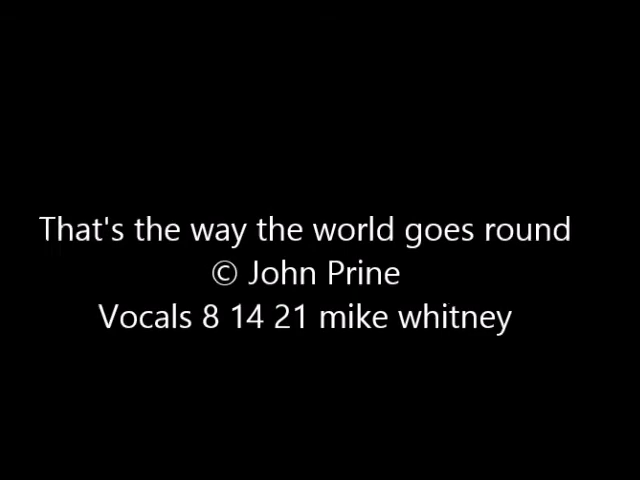 That's the way the world goes round
© John Prine
Vocals 8 14 21 mike whitney